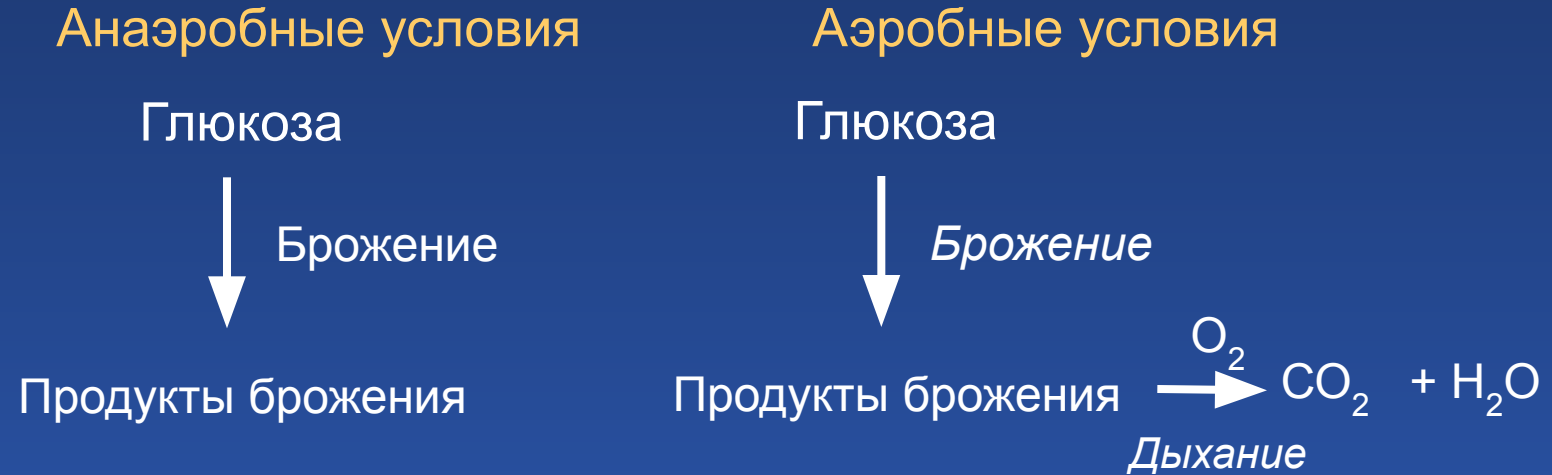 Анаэробные условия
Глюкоза
Брожение
Продукты брожения
Аэробные условия
Глюкоза
Брожение
Продукты брожения
O₂
CO₂ + H₂O
Дыхание